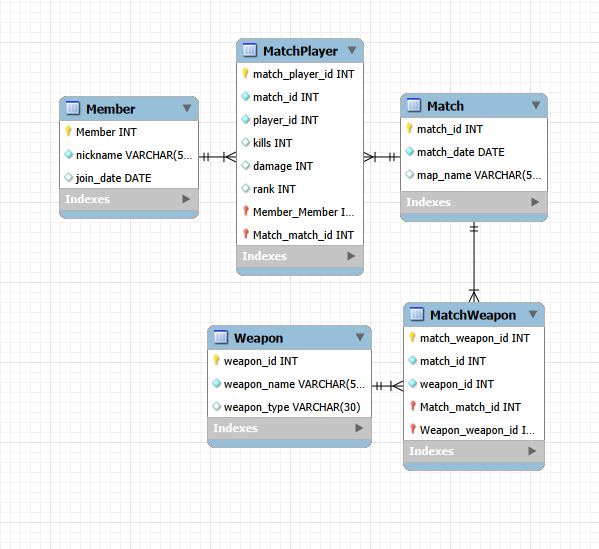 MatchPlayer
match_player_id INT
match_id INT
player_id INT
kills INT
damage INT
rank INT
Member_Member I...
Match_match_id INT
Member
Member INT
nickname VARCHAR(5...
join_date DATE
Indexes
Match
match_id INT
match_date DATE
map_name VARCHAR(5...
Indexes
Indexes
Weapon
weapon_id INT
weapon_name VARCHAR(5...
weapon_type VARCHAR(30)
Indexes
MatchWeapon
match_weapon_id INT
match_id INT
weapon_id INT
Match_match_id INT
Weapon_weapon_id I...
Indexes